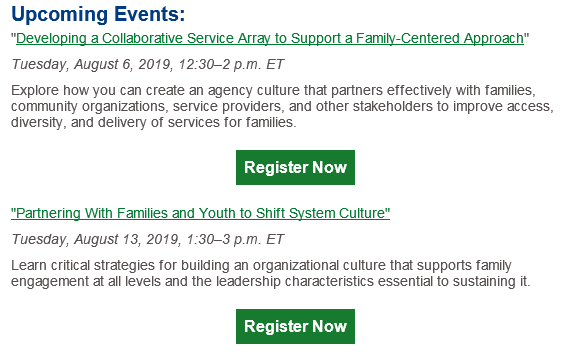 Upcoming Events:
"Developing a Collaborative Service Array to Support a Family-Centered Approach"
Tuesday, August 6, 2019, 12:30–2 p.m. ET
Explore how you can create an agency culture that partners effectively with families,
community organizations, service providers, and other stakeholders to improve access,
diversity, and delivery of services for families.
Register Now
"Partnering With Families and Youth to Shift System Culture"
Tuesday, August 13, 2019, 1:30–3 p.m. ET
Learn critical strategies for building an organizational culture that supports family
engagement at all levels and the leadership characteristics essential to sustaining it.
Register Now